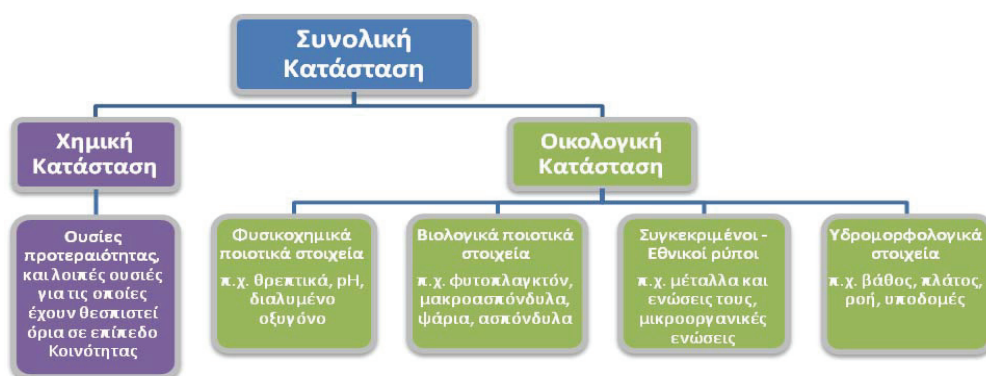 Συνολική
Κατάσταση
Χημική
Κατάσταση
Οικολογική
Κατάσταση
Ουσίες
προτεραιότητας,
και λοιπές ουσιές
για τις οποίες
έχουν θεσπιστεί
όρια σε επίπεδο
Κοινότητας
Φυσικοχημικά
ποιοτικά στοιχεία
π.χ. θρεπτικά, pH,
διαλυμένο
οξυγόνο
Βιολογικά ποιοτικά
στοιχεία
π.χ. φυτοπλαγκτόν,
μακροασπόνδυλα,
ψάρια, ασπόνδυλα
Συγκεκριμένοι -
Εθνικοί ρύποι
π.χ. μέταλλα και
ενώσεις τους,
μικροοργανικές
ενώσεις
Υδρομορφολογικά
στοιχεία
π.χ. βάθος, πλάτος,
ροή, υποδομές